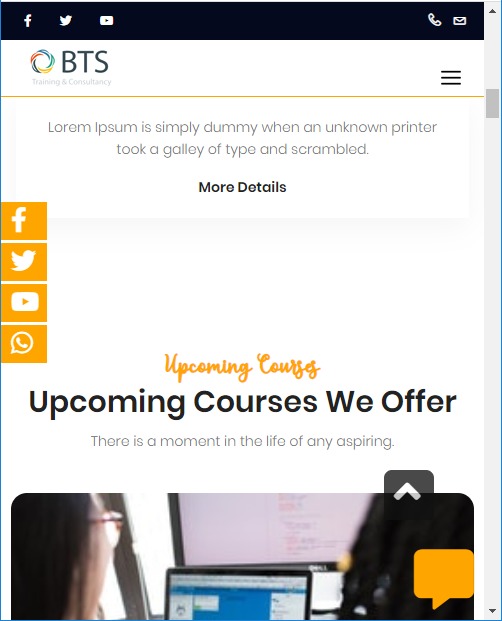 BTS
Training & Consultancy
Lorem Ipsum is simply dummy when an unknown printer
took a galley of type and scrambled.
More Details
Upcoming Courses
Upcoming Courses We Offer
There is a moment in the life of any aspiring.
DELL